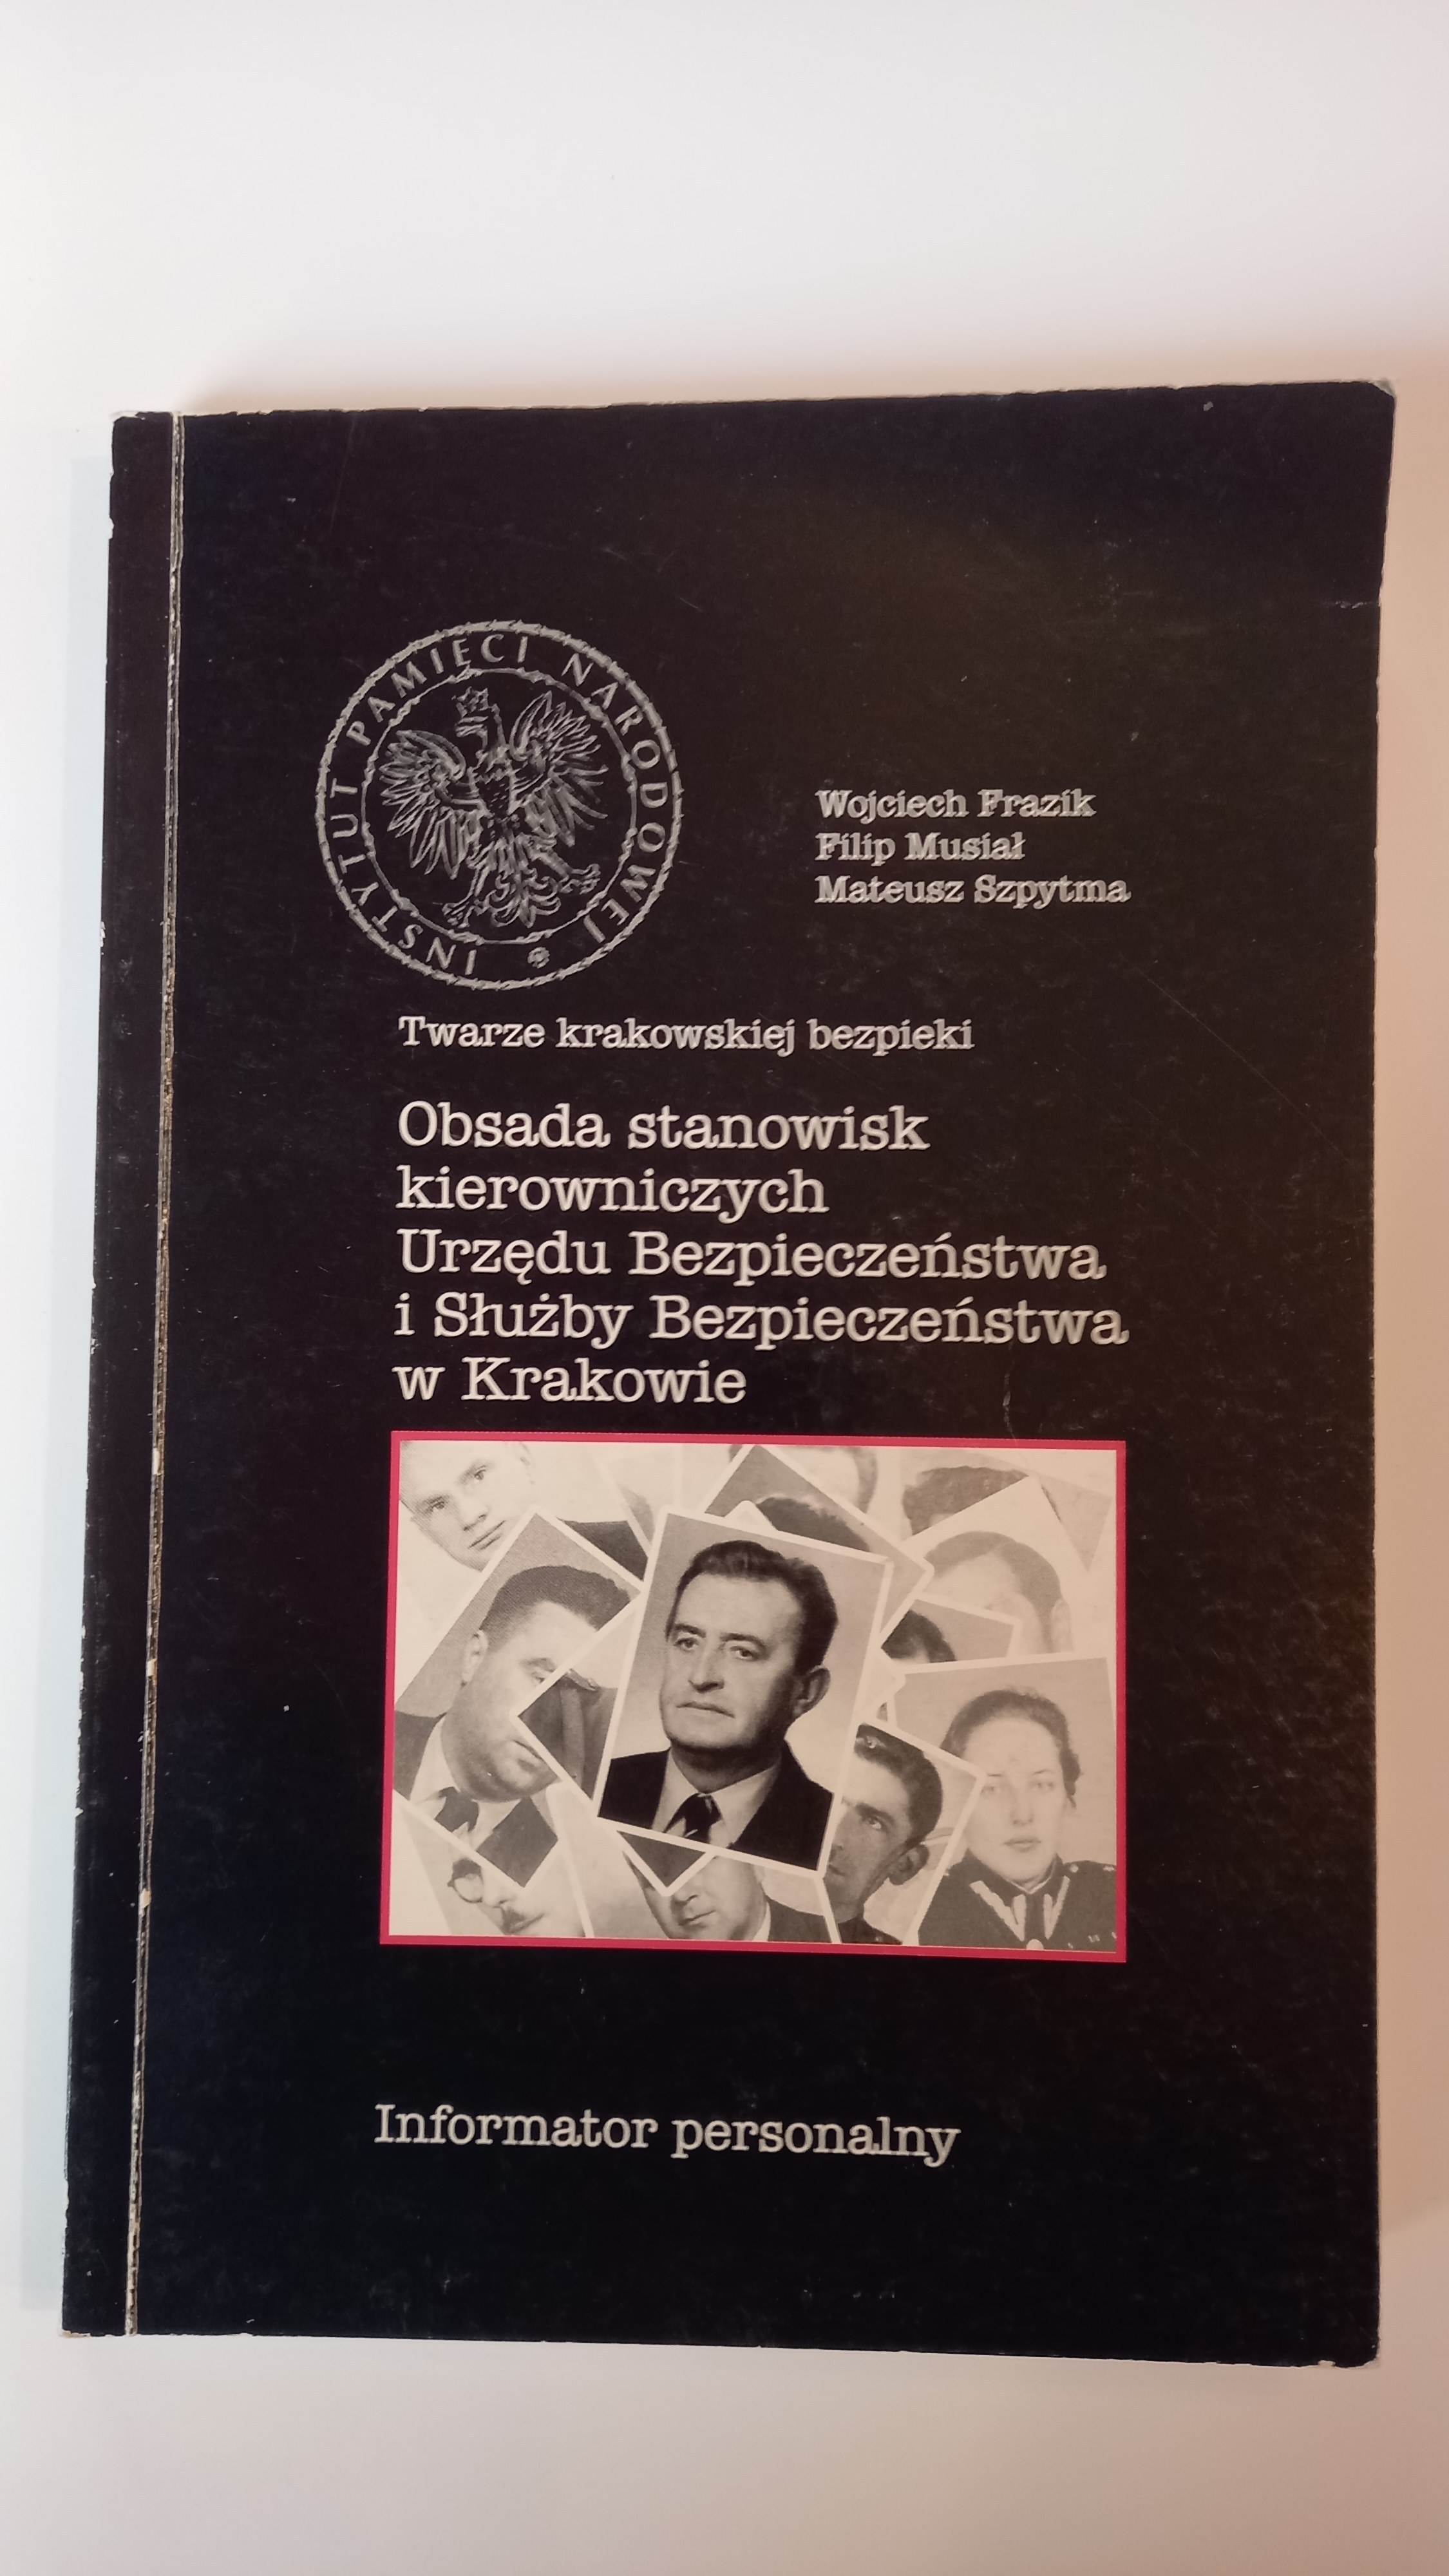 INSTYTUT PAMIĘCI NARODOWEJ
Wojciech Frazik
Filip Musiał
Mateusz Szpytma
Twarze krakowskiej bezpieki
Obsada stanowisk
kierowniczych
Urzędu Bezpieczeństwa
i Służby Bezpieczeństwa
w Krakowie
Informator personalny